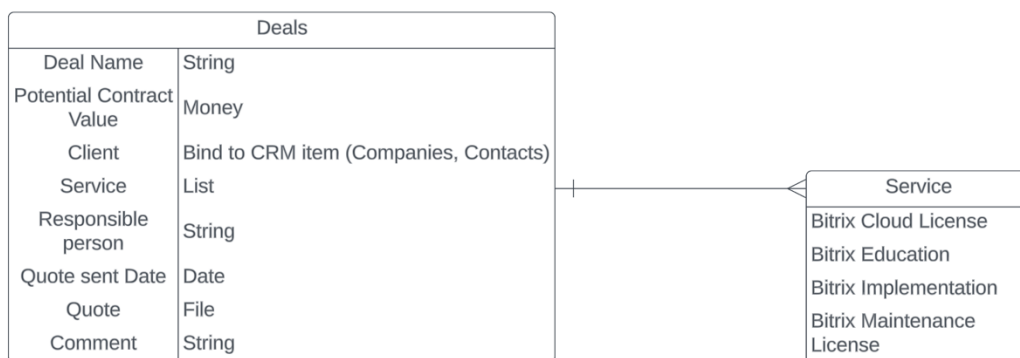 Deals
Deal Name String
Potential Contract
Value
Money
Client Bind to CRM item (Companies, Contacts)
Service List
Responsible
person
String
Quote sent Date Date
Quote File
Comment String
Service
Bitrix Cloud License
Bitrix Education
Bitrix Implementation
Bitrix Maintenance
License